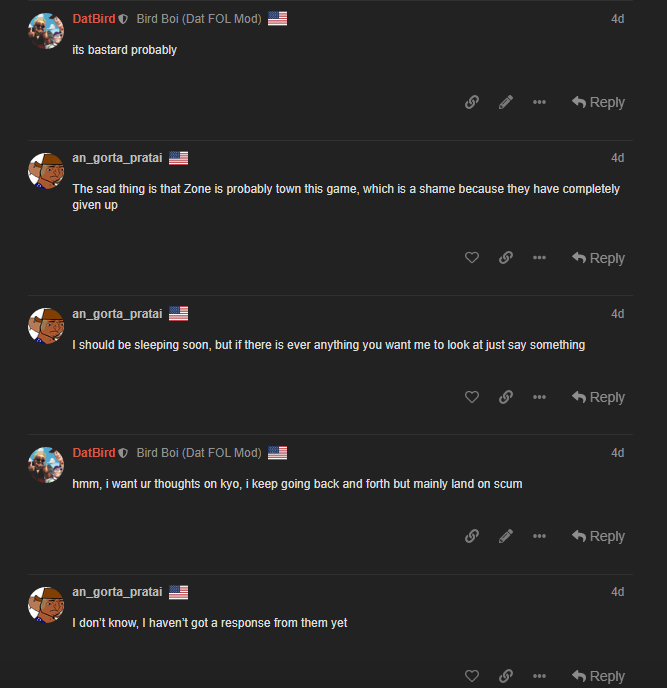 DatBird Bird Boi (Dat FOL Mod) 4d
its bastard probably
Reply
an_gorta_pratai 4d
The sad thing is that Zone is probably town this game, which is a shame because they have completely
given up
Reply
an_gorta_pratai 4d
I should be sleeping soon, but if there is ever anything you want me to look at just say something
Reply
DatBird Bird Boi (Dat FOL Mod) 4d
hmm, i want ur thoughts on kyo, i keep going back and forth but mainly land on scum
Reply
an_gorta_pratai 4d
I don’t know, I haven’t got a response from them yet
Reply